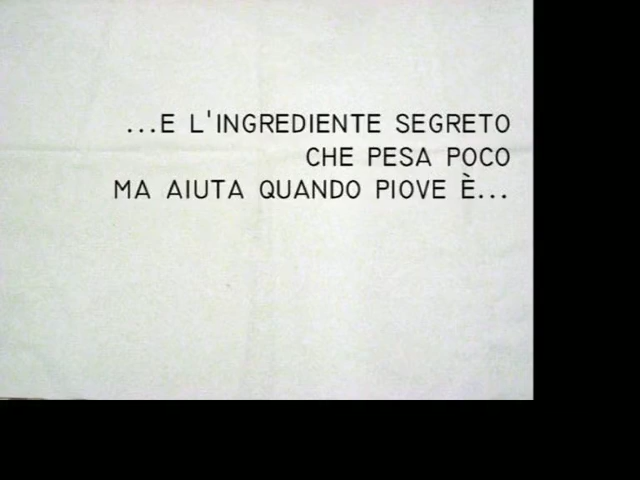 ...E L'INGREDIENTE SEGRETO
CHE PESA POCO
MA AIUTA QUANDO PIOVE È...